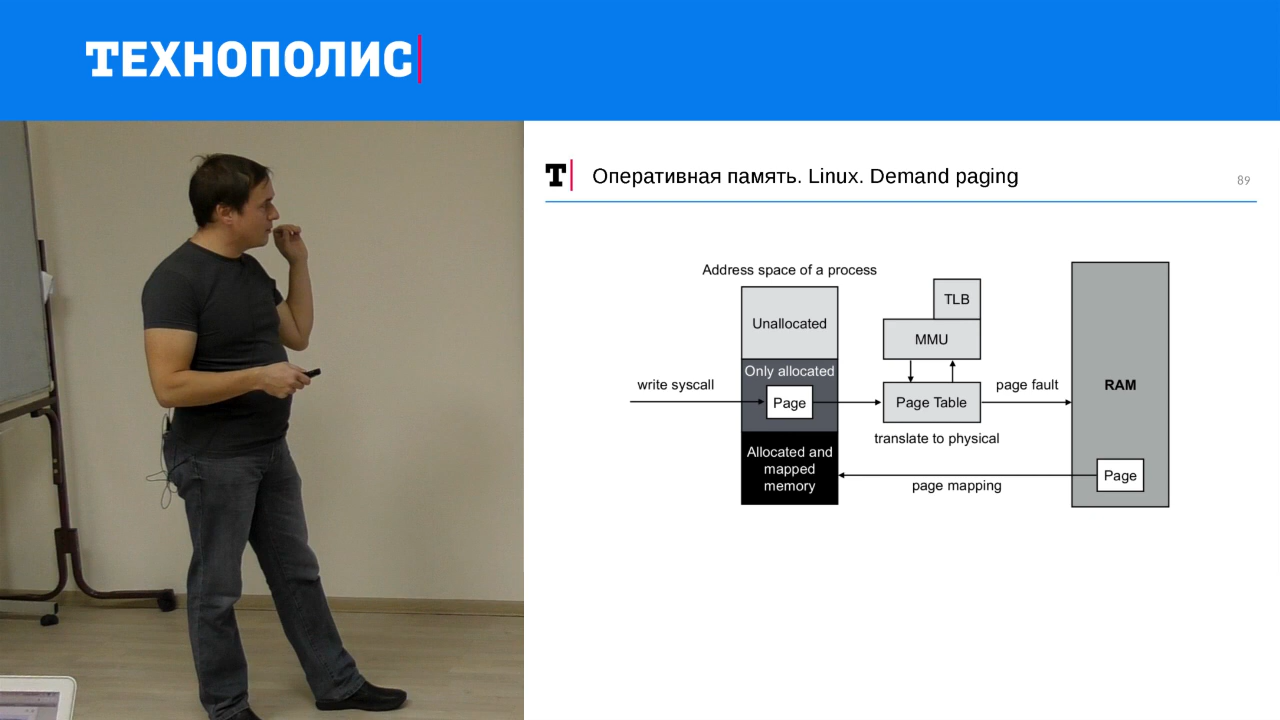 ТЕХНОПОЛИС
Т
Оперативная память. Linux. Demand paging
89
Address space of a process
TLB
Unallocated
MMU
Only allocated
write syscall
page fault
RAM
Page
Page Table
translate to physical
Allocated and
mapped
memory
Page
page mapping